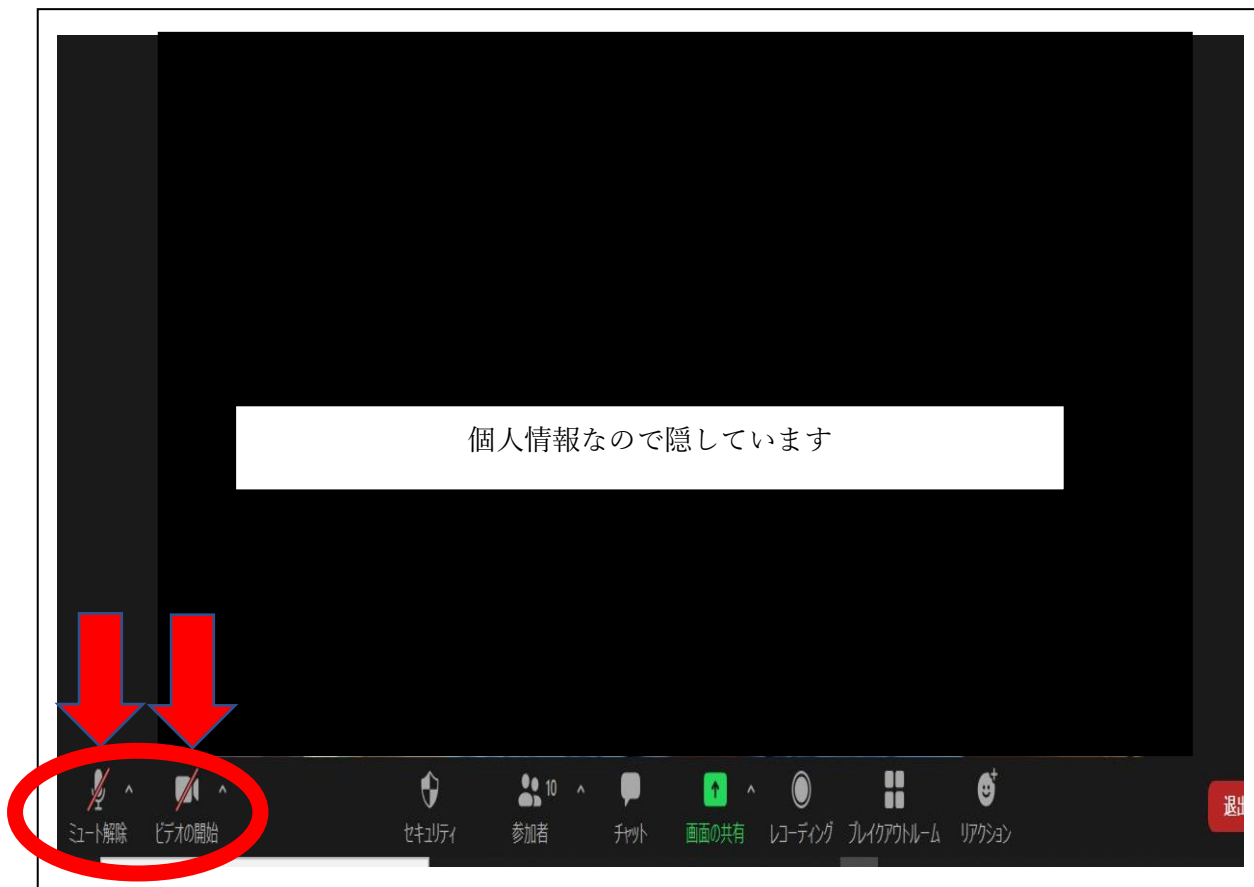 個人情報なので隠しています
ミュート解除
ビデオの開始
セキュリティ
10
参加者
チャット
画面の共有
レコーディング
ブレイクアウトルーム
リアクション
退出